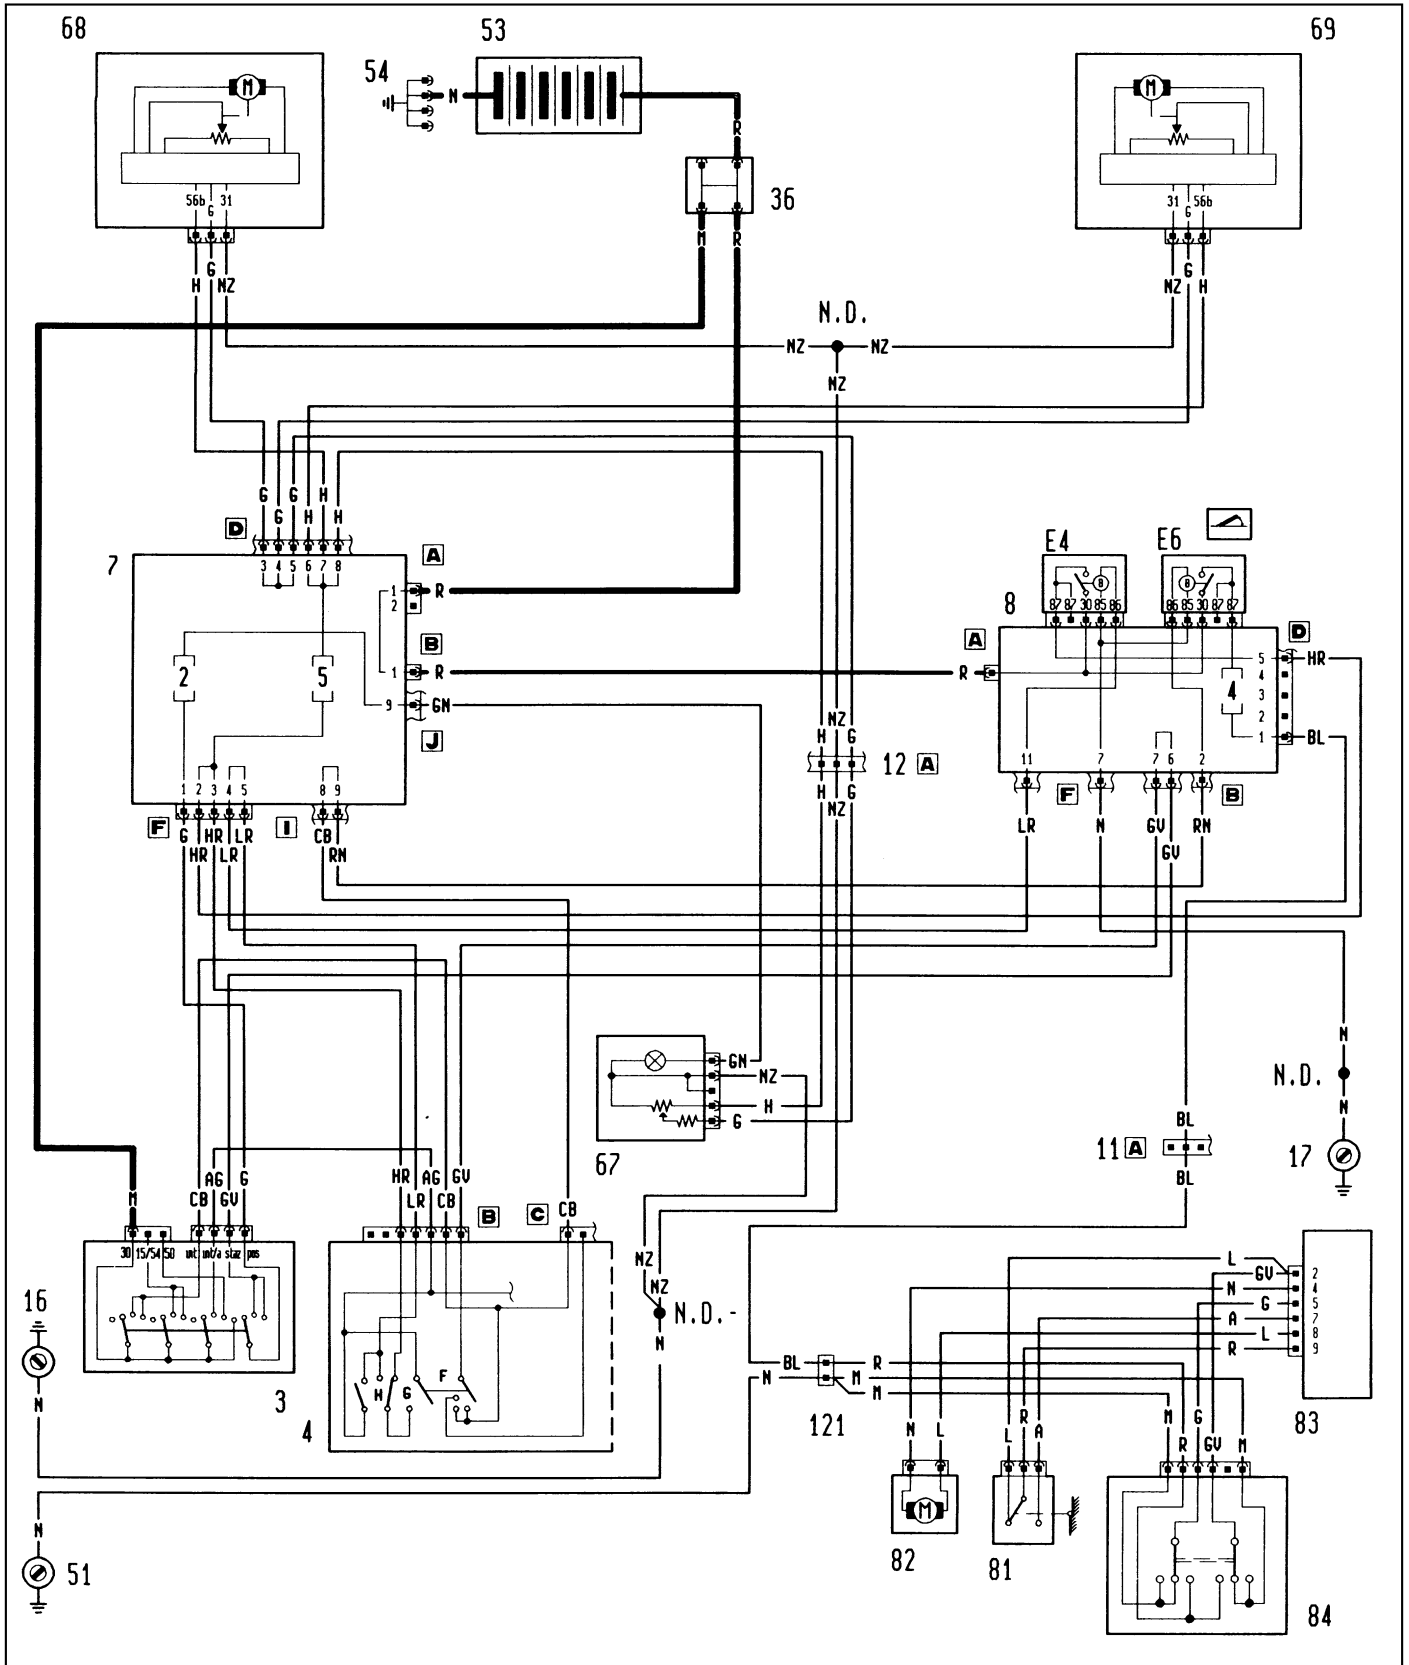 68
53
69
54
N
M
M
R
36
56b G 31
31 G 56b
M R
H G NZ
NZ G H
N.D.
NZ NZ
NZ
G G G H H H
D
7
3 4 5 6 7 8
A
1
2
R
B
1
R
2
5
9
GN
J
1 2 3 4 5
8 9
F
I
G HR HR LR LR
CB RN
E4
E6
8
87 87 30 85 86
86 85 30 87 87
A
R
D
5
4
3
2
1
HR
BL
4
11
7
7 6
2
F
B
LR
N
GV
GV
RN
H NZ G
12 A
H NZ G
N
N.D.
N
17
67
GN
NZ
H
G
BL
11 A
BL
M
CB AG GV G
HR LR AG CB GV
B
C
CB
30 15/54 50
int int/a staz pos
3
4
H G F
16
N
NZ
NZ
N.D.-
N
N
51
BL
N
R
M
M
121
L
GV
N
G
A
L
R
2
4
5
7
8
9
83
N L
M
82
L R A
81
M R G GV M
84